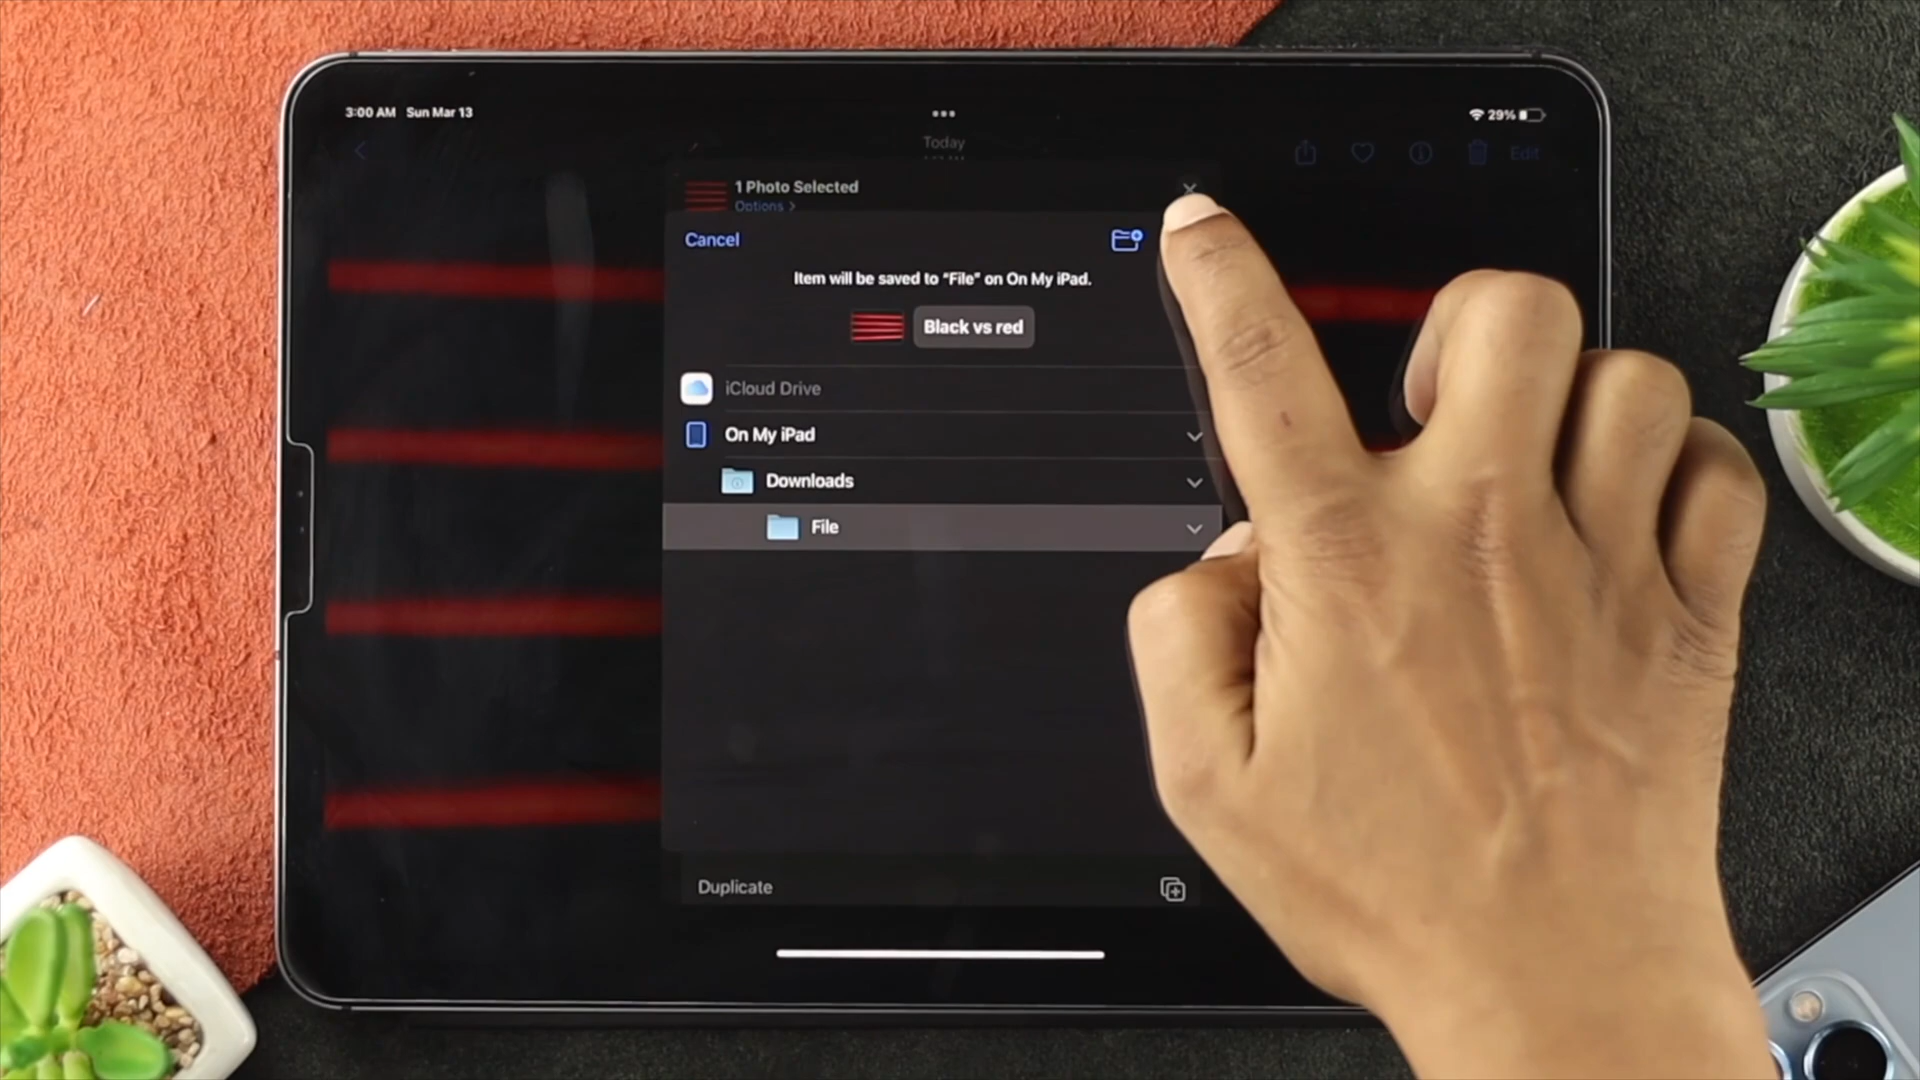 3:00 AM Sun Mar 13
29%
Today
Edit
1 Photo Selected
Options >
Cancel
Item will be saved to “File” on On My iPad.
Black vs red
iCloud Drive
On My iPad
Downloads
File
Duplicate